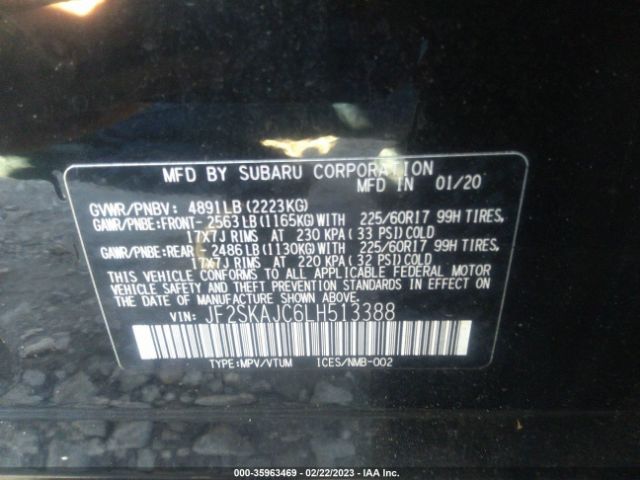 MFD BY SUBARU CORPORATION
MFD IN 01/20
GVWR/PNBV: 4891LB (2223KG)
GAWR/PNBE:FRONT- 2563LB (1165KG) WITH 225/60R17 99H TIRES,
17X7J RIMS AT 230 KPA (33 PSI) COLD
GAWR/PNBE:REAR - 2486LB (1130KG) WITH 225/60R17 99H TIRES,
17X7J RIMS AT 220 KPA (32 PSI) COLD
THIS VEHICLE CONFORMS TO ALL APPLICABLE FEDERAL MOTOR
VEHICLE SAFETY AND THEFT PREVENTION STANDARDS IN EFFECT ON
THE DATE OF MANUFACTURE SHOWN ABOVE.
VIN: JF2SKAJC6LH513388
TYPE:MPV/VTUM ICES/NMB-002
000-35963469 - 02/22/2023 - IAA Inc.